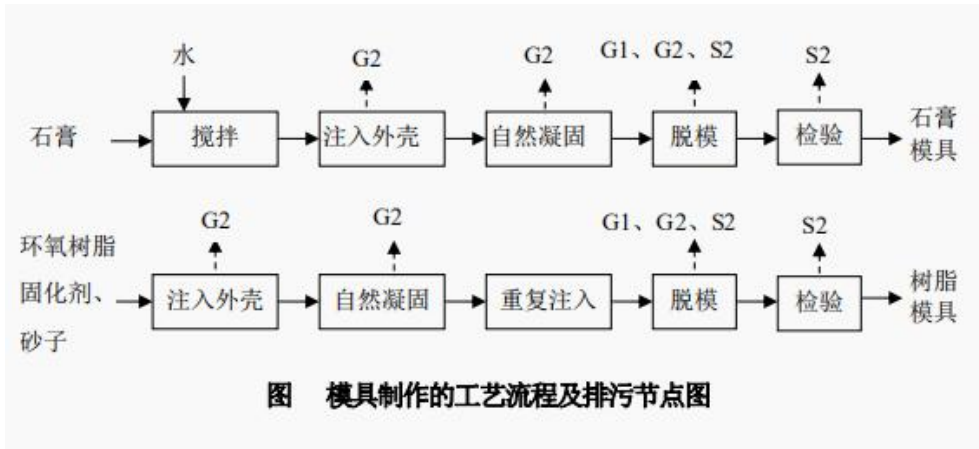 水
G2
G2
G1、G2、S2
S2
石膏
搅拌
注入外壳
自然凝固
脱模
检验
石膏
模具
G2
G2
G1、G2、S2
S2
环氧树脂
固化剂、
砂子
注入外壳
自然凝固
重复注入
脱模
检验
树脂
模具
图 模具制作的工艺流程及排污节点图